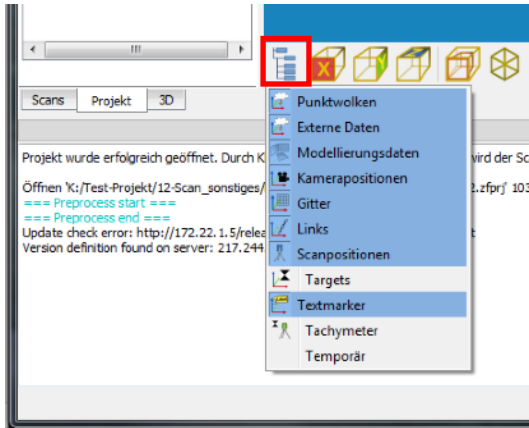 Scans Projekt 3D
Punktwolken
Externe Daten
Modellierungsdaten
Kamerapositionen
Gitter
Links
Scanpositionen
Targets
Textmarker
Tachymeter
Temporär
Projekt wurde erfolgreich geöffnet. Durch K
wird der Sc
Öffnen 'K:/Test-Projekt/12-Scan_sonstiges/
2.zfprj' 103
=== Preprocess start ===
=== Preprocess end ===
Update check error: http://172.22.1.5/relea
t
Version definition found on server: 217.244